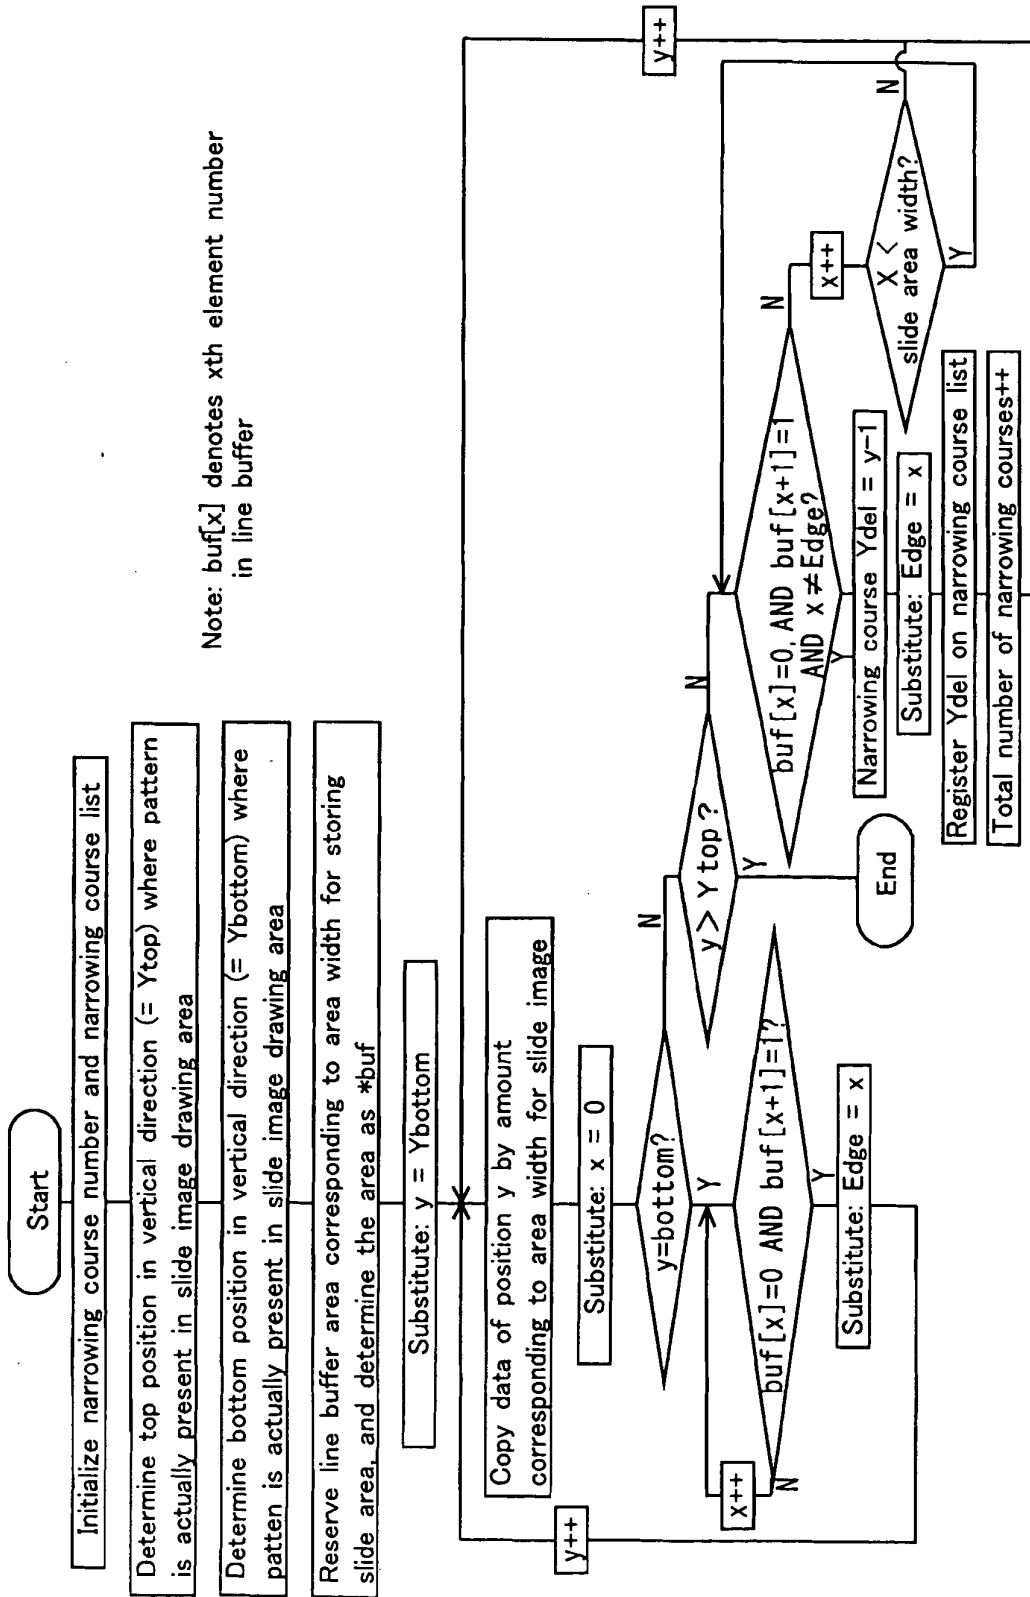 Start
Initialize narrowing course number and narrowing course list
Determine top position in vertical direction (= Ytop) where pattern
is actually present in slide image drawing area
Determine bottom position in vertical direction (= Ybottom) where
patten is actually present in slide image drawing area
Reserve line buffer area corresponding to area width for storing
slide area, and determine the area as *buf
Note: buf[x] denotes xth element number
in line buffer
Substitute: y = Ybottom
Copy data of position y by amount
corresponding to area width for slide image
Substitute: x = 0
y=bottom?
N
Y
y++
x++
N
buf[x]=0 AND buf[x+1]=1?
Y
Substitute: Edge = x
y> Y top?
N
Y
End
buf[x]=0, AND buf[x+1]=1
AND x≠Edge?
N
Y
x++
X <
slide area width?
N
Y
y++
Narrowing course Ydel = y-1
Substitute: Edge = x
Register Ydel on narrowing course list
Total number of narrowing courses++